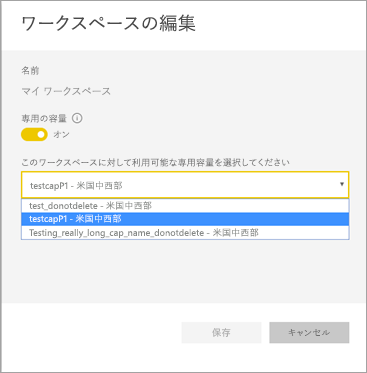 ワークスペースの編集
名前
マイ ワークスペース
専用の容量
オン
このワークスペースに対して利用可能な専用容量を選択してください
testcapP1 - 米国中西部
test_donotdelete - 米国中西部
testcapP1 - 米国中西部
Testing_really_long_cap_name_donotdelete - 米国中西部
保存
キャンセル